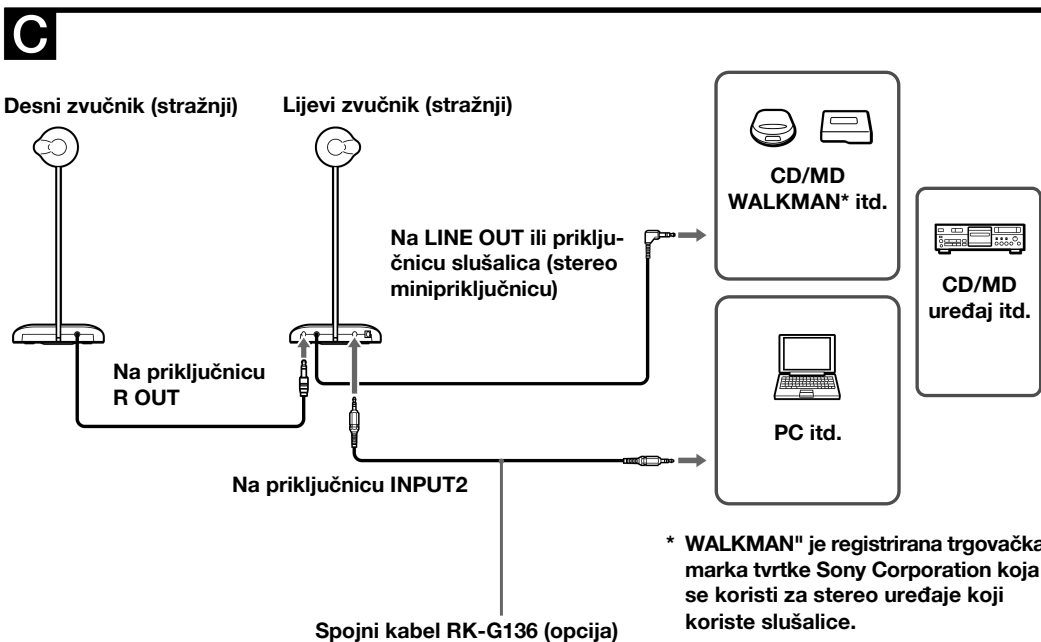 C
Desni zvučnik (stražnji)
Lijevi zvučnik (stražnji)
CD/MD
WALKMAN* itd.
Na LINE OUT ili priklju-
čnicu slušalica (stereo
minipriključnicu)
CD/MD
uređaj itd.
Na priključnicu
R OUT
PC itd.
Na priključnicu INPUT2
* WALKMAN" je registrirana trgovačka
marka tvrtke Sony Corporation koja
se koristi za stereo uređaje koji
koriste slušalice.
Spojni kabel RK-G136 (opcija)